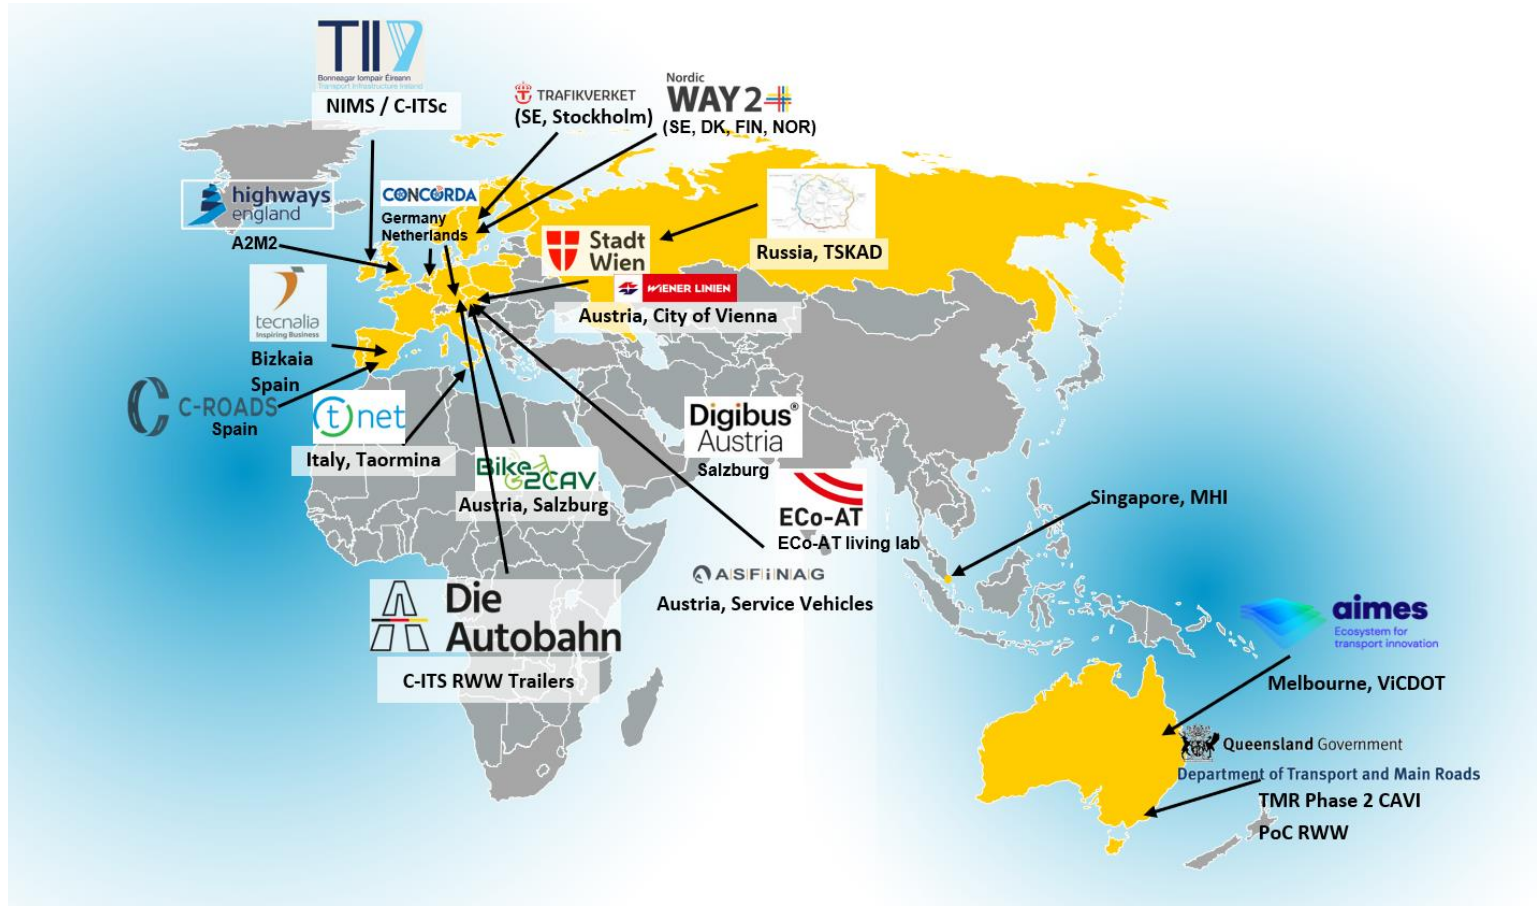 TII
Bonneagar Iompair Éireann
Transport Infrastructure Ireland
NIMS / C-ITSc
TRAFIKVERKET
(SE, Stockholm)
Nordic
WAY 2
(SE, DK, FIN, NOR)
highways
england
A2M2
CONCORDA
Germany
Netherlands
Stadt
Wien
WIENER LINIEN
Austria, City of Vienna
Russia, TSKAD
tecnalia
Inspiring Business
Bizkaia
Spain
C-ROADS
Spain
tnet
Italy, Taormina
Bike2CAV
Austria, Salzburg
Digibus®
Austria
Salzburg
ECo-AT
ECo-AT living lab
ASFiNAG
Austria, Service Vehicles
Die
Autobahn
C-ITS RWW Trailers
Singapore, MHI
aimes
Ecosystem for
transport innovation
Melbourne, ViCDOT
Queensland Government
Department of Transport and Main Roads
TMR Phase 2 CAVI
PoC RWW